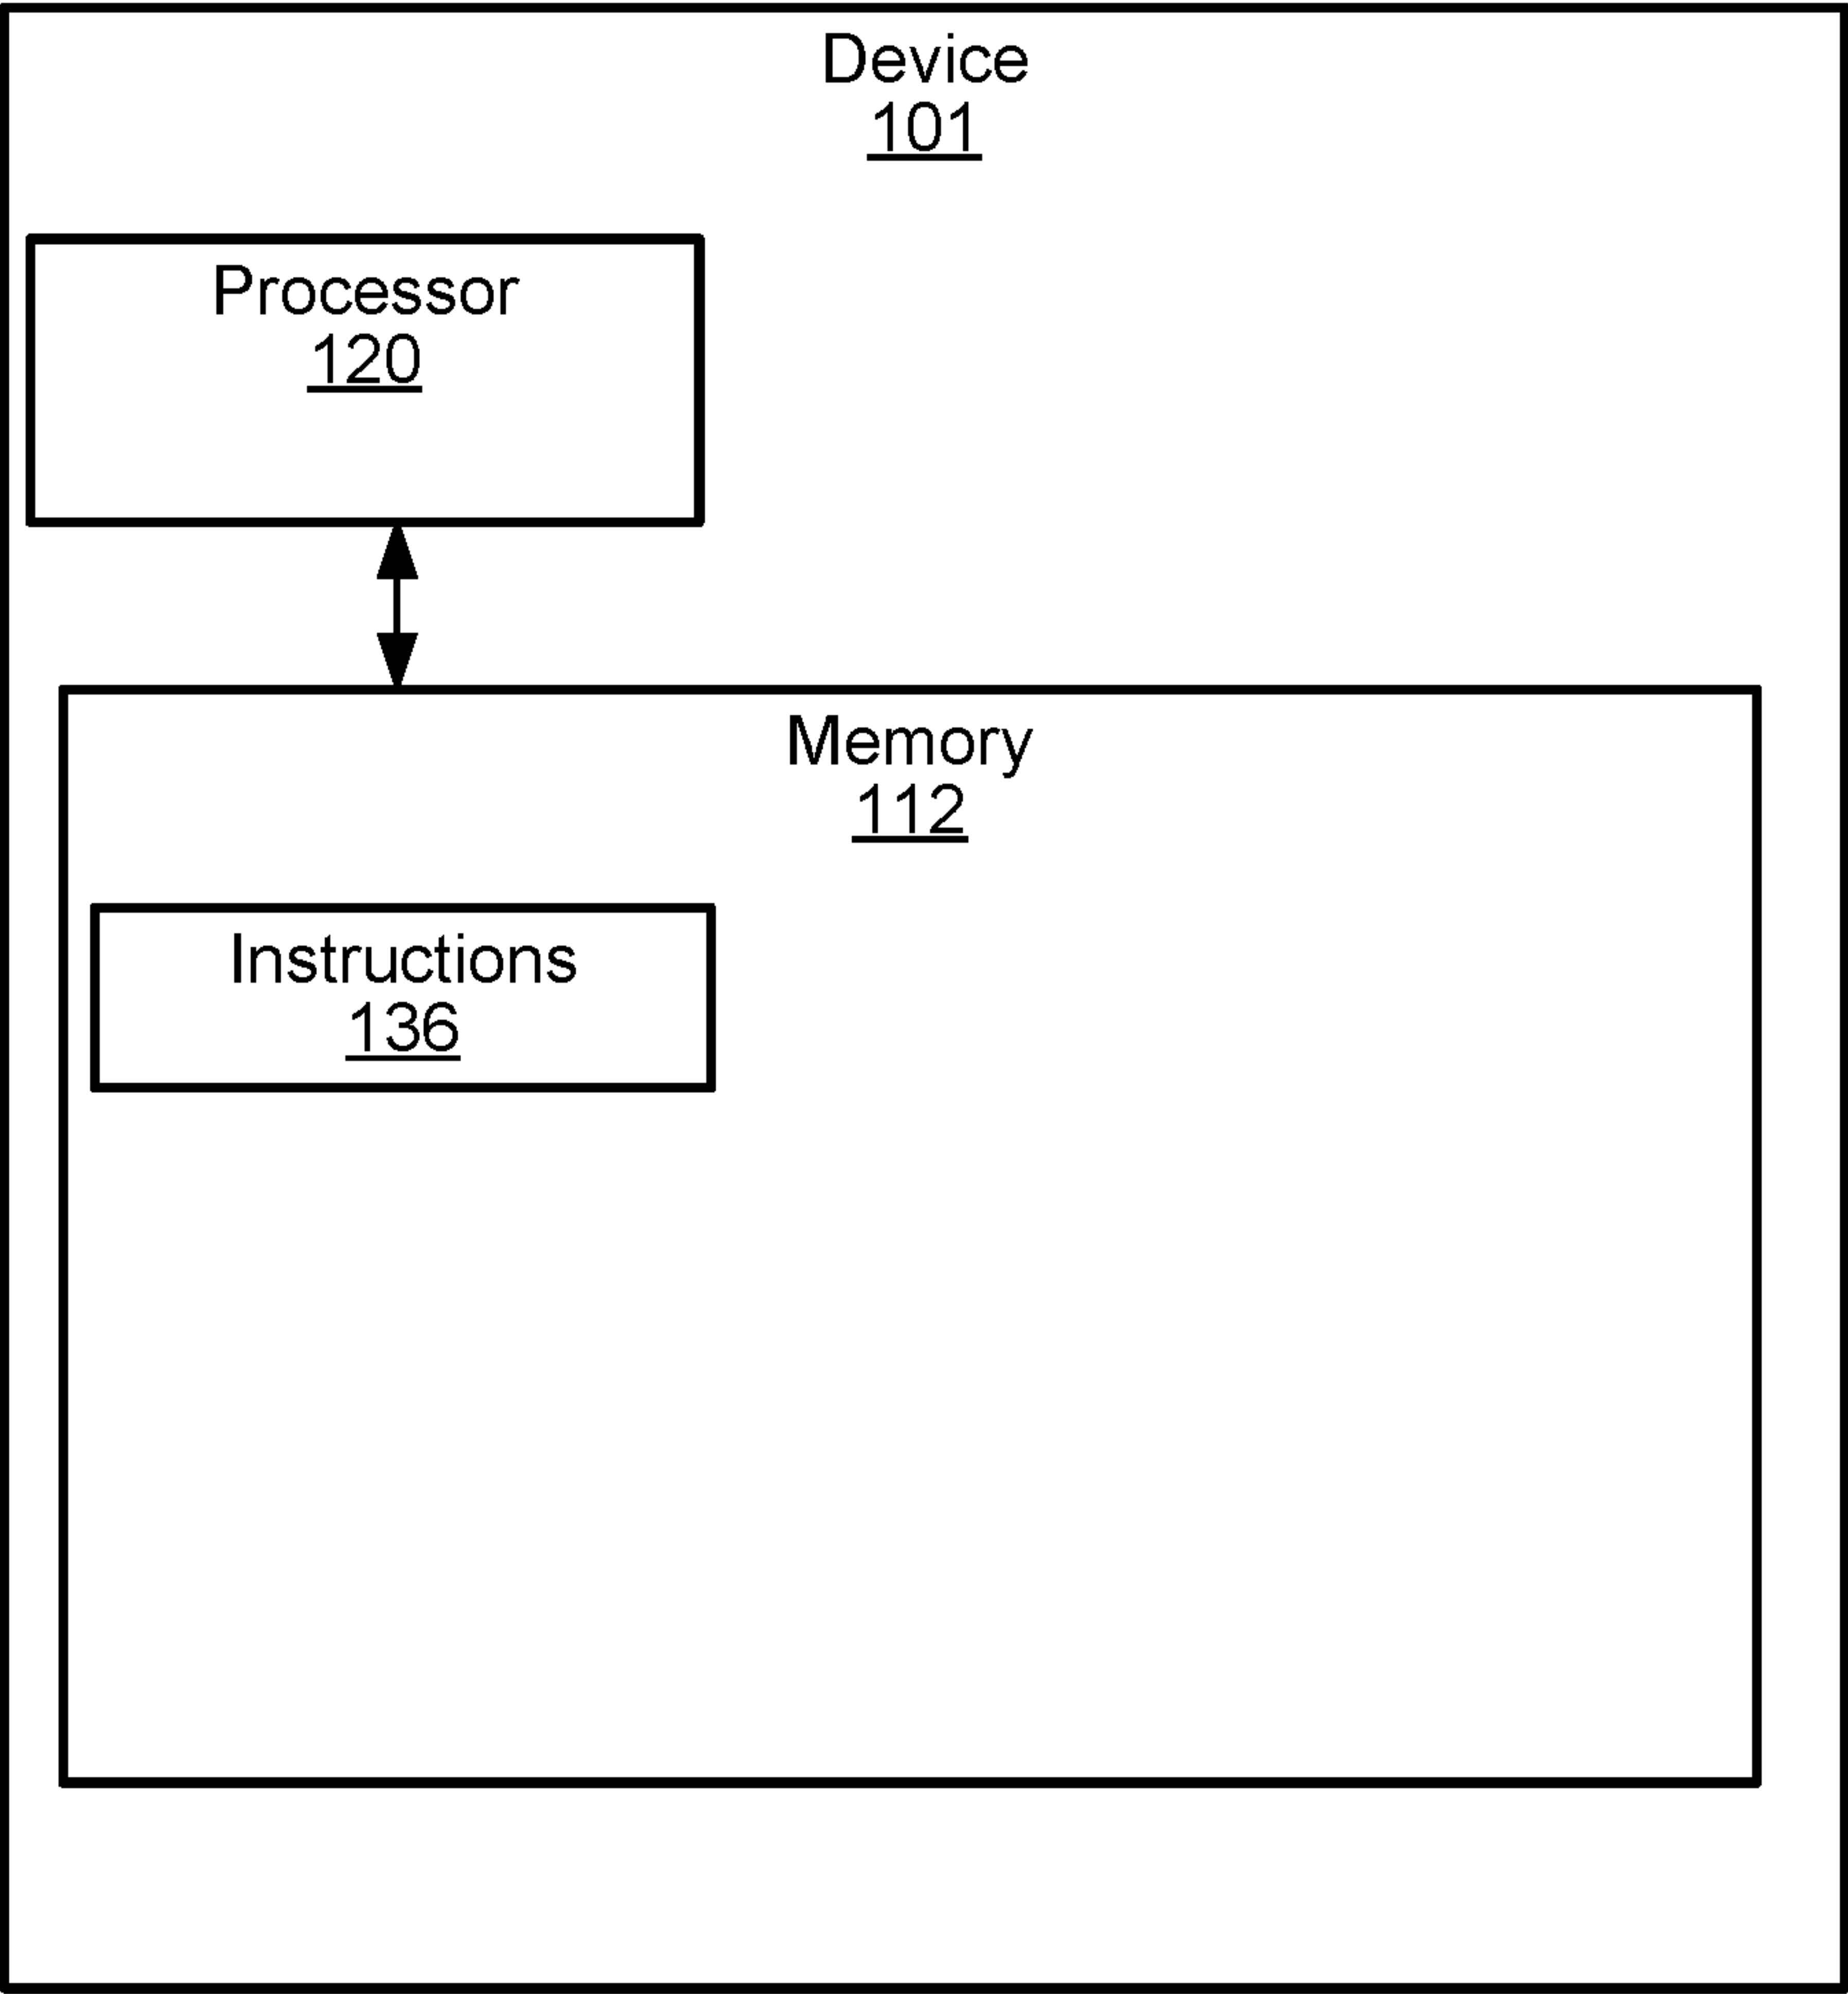 Device
101
Processor
120
Memory
112
Instructions
136